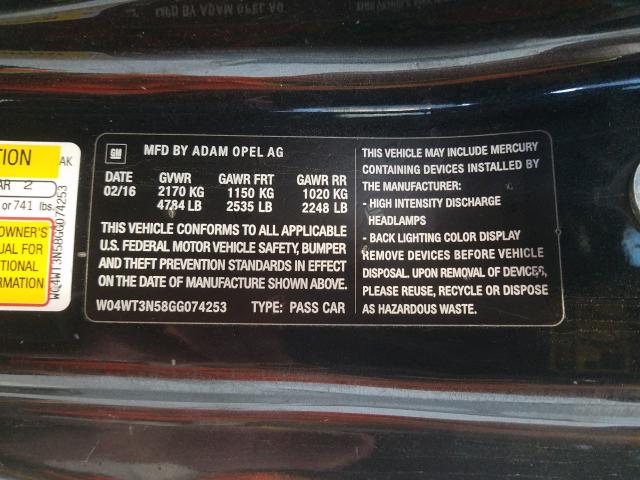 GM
MFD BY ADAM OPEL AG
DATE GVWR GAWR FRT GAWR RR
02/16 2170 KG 1150 KG 1020 KG
4784 LB 2535 LB 2248 LB
THIS VEHICLE CONFORMS TO ALL APPLICABLE
U.S. FEDERAL MOTOR VEHICLE SAFETY, BUMPER
AND THEFT PREVENTION STANDARDS IN EFFECT
ON THE DATE OF MANUFACTURE SHOWN ABOVE.
W04WT3N58GG074253 TYPE: PASS CAR
THIS VEHICLE MAY INCLUDE MERCURY
CONTAINING DEVICES INSTALLED BY
THE MANUFACTURER:
- HIGH INTENSITY DISCHARGE
HEADLAMPS
- BACK LIGHTING COLOR DISPLAY
REMOVE DEVICES BEFORE VEHICLE
DISPOSAL. UPON REMOVAL OF DEVICES,
PLEASE REUSE, RECYCLE OR DISPOSE
AS HAZARDOUS WASTE.
AK
2
or 741 lbs.
OWNER'S
FOR
W04WT3N58GG074253
MFD BY ADAM OPEL AG